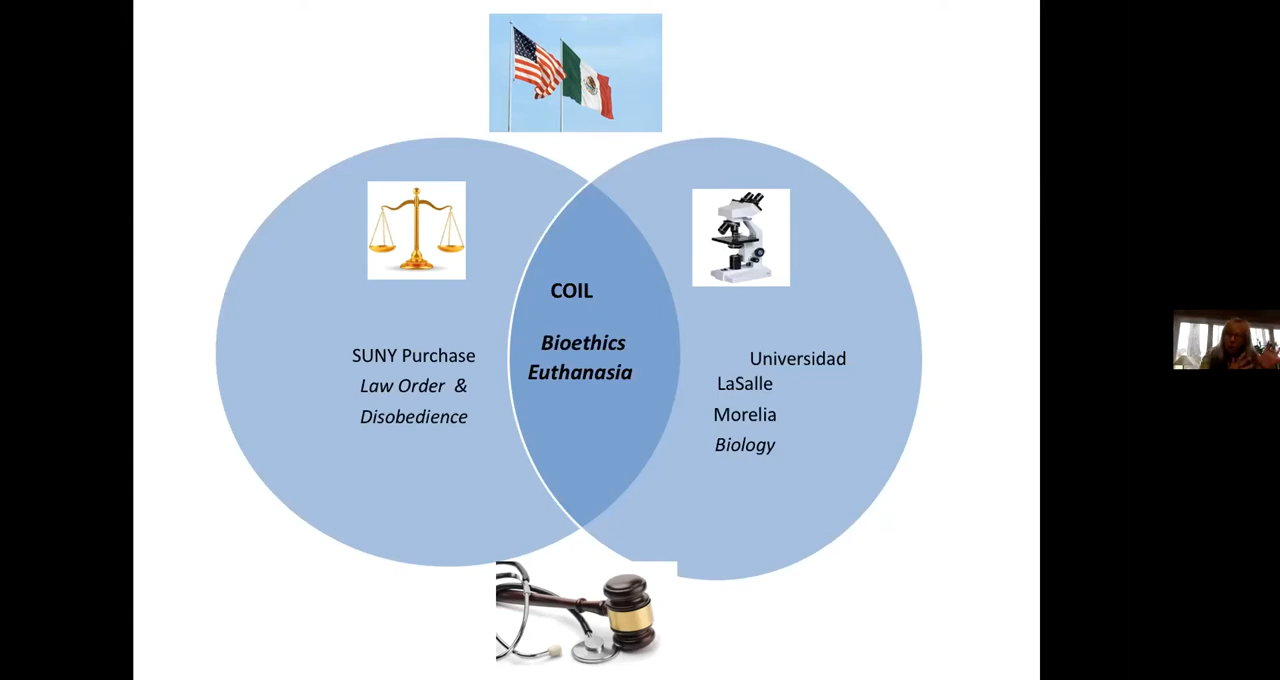 COIL
Bioethics
Euthanasia
SUNY Purchase
Law Order &
Disobedience
Universidad
LaSalle
Morelia
Biology